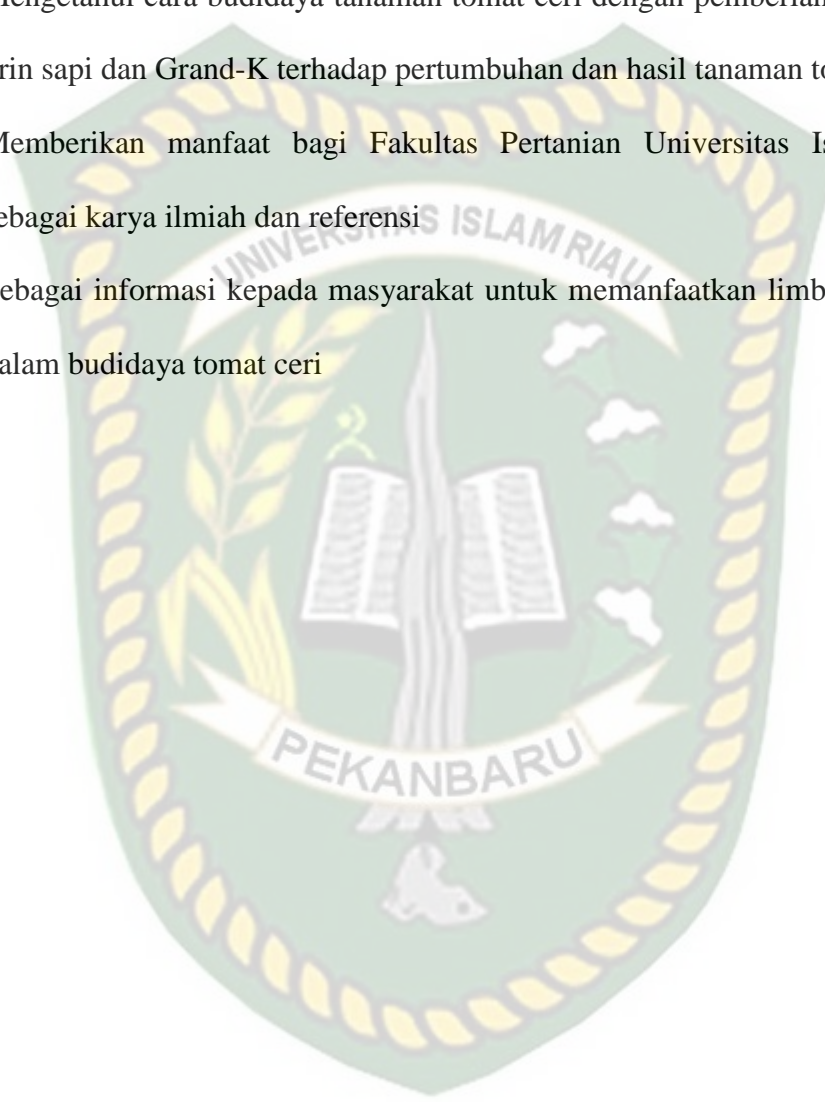 Mengetahui cara budidaya tanaman tomat ceri dengan pemberian
rin sapi dan Grand-K terhadap pertumbuhan dan hasil tanaman to
Memberikan manfaat bagi Fakultas Pertanian Universitas Is
ebagai karya ilmiah dan referensi
UNIVERSITAS ISLAM RIAU
ebagai informasi kepada masyarakat untuk memanfaatkan limb
alam budidaya tomat ceri
PEKANBARU